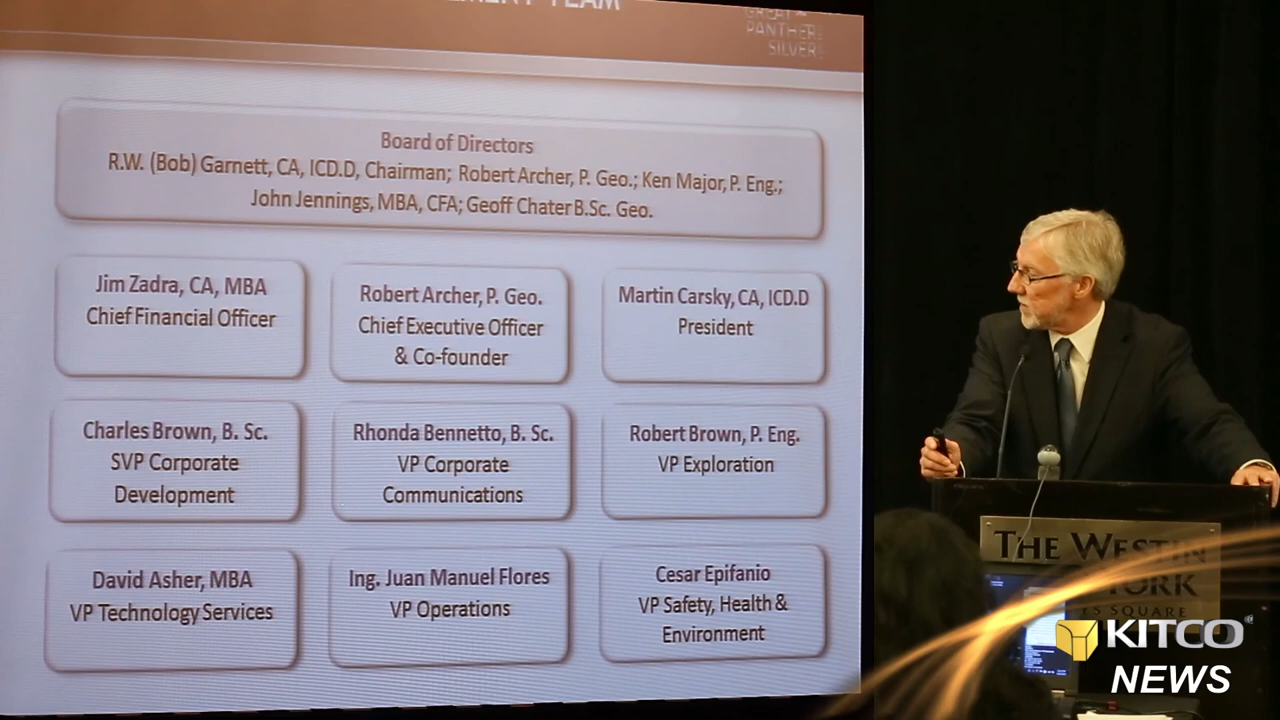 EMENT TEAM
GREAT
PANTHER
SILVER
Board of Directors
R.W. (Bob) Garnett, CA, ICD.D, Chairman; Robert Archer, P. Geo.; Ken Major, P. Eng.;
John Jennings, MBA, CFA; Geoff Chater B.Sc. Geo.
Jim Zadra, CA, MBA
Chief Financial Officer
Robert Archer, P. Geo.
Chief Executive Officer
& Co-founder
Martin Carsky, CA, ICD.D
President
Charles Brown, B. Sc.
SVP Corporate
Development
Rhonda Bennetto, B. Sc.
VP Corporate
Communications
Robert Brown, P. Eng.
VP Exploration
David Asher, MBA
VP Technology Services
Ing. Juan Manuel Flores
VP Operations
Cesar Epifanio
VP Safety, Health &
Environment
THE WESTIN
YORK
ES SQUARE
KITCO
NEWS